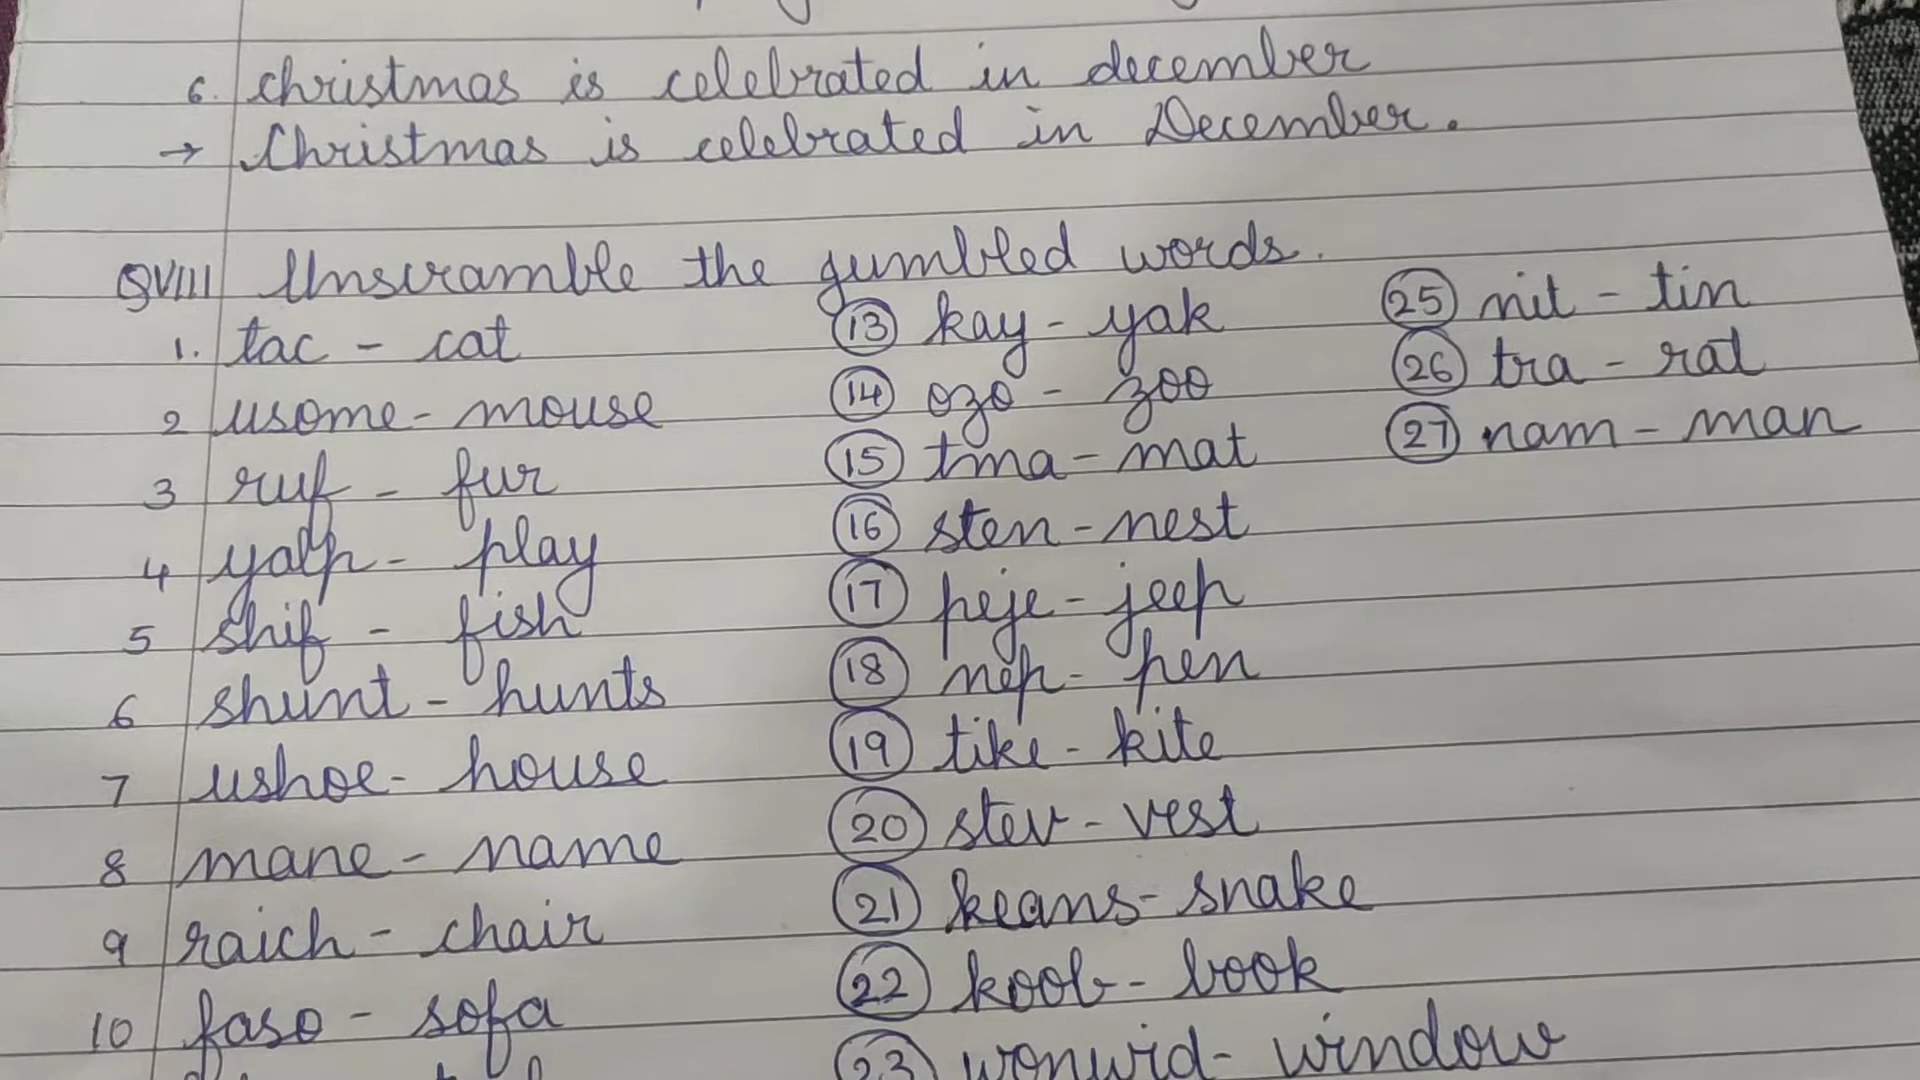 6. christmas is celebrated in december
→ Christmas is celebrated in December.
QVIII Unscramble the gumbled words.
1. tac - cat
2 usome - mouse
3 ruf - fur
4 yalp - play
5 shif - fish
6 shunt - hunts
7 ushoe - house
8 mane - name
9 raich - chair
10 faso - sofa
13 kay - yak
14 ozo - zoo
15 tma - mat
16 sten - nest
17 peje - jeep
18 nep - pen
19 tike - kite
20 stev - vest
21 keans - snake
22 koob - book
23 wonwid - window
25 nit - tin
26 tra - rat
27 nam - man